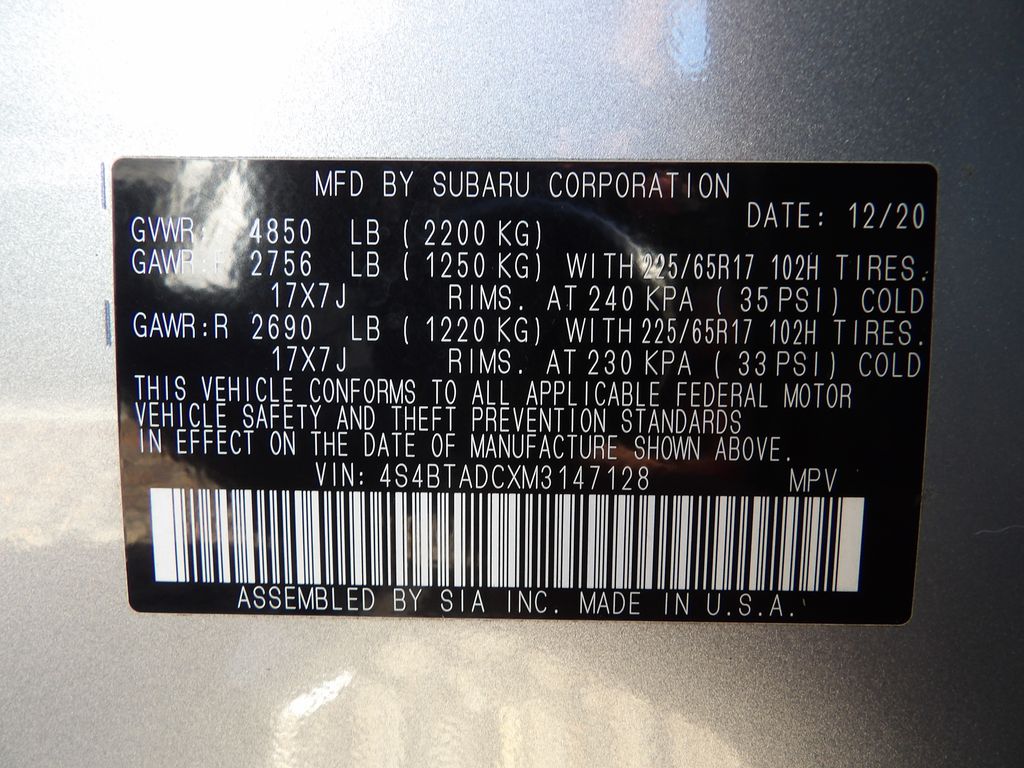 MFD BY SUBARU CORPORATION
DATE: 12/20
GVWR: 4850 LB ( 2200 KG)
GAWR:F 2756 LB ( 1250 KG) WITH 225/65R17 102H TIRES.
17X7J RIMS. AT 240 KPA ( 35 PSI) COLD
GAWR:R 2690 LB ( 1220 KG) WITH 225/65R17 102H TIRES.
17X7J RIMS. AT 230 KPA ( 33 PSI) COLD
THIS VEHICLE CONFORMS TO ALL APPLICABLE FEDERAL MOTOR
VEHICLE SAFETY AND THEFT PREVENTION STANDARDS
IN EFFECT ON THE DATE OF MANUFACTURE SHOWN ABOVE.
VIN: 4S4BTADCXM3147128 MPV
ASSEMBLED BY SIA INC. MADE IN U.S.A.